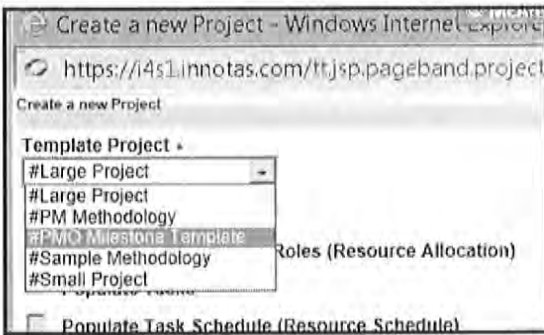 Create a new Project - Windows Internet Explore
https://i4s1.innotas.com/tt.jsp.pageband.project
Create a new Project
Template Project
#Large Project
#Large Project
#PM Methodology
#PMO Milestone Template
#Sample Methodology
Roles (Resource Allocation)
#Small Project
Populate Task Schedule (Resource Schedule)